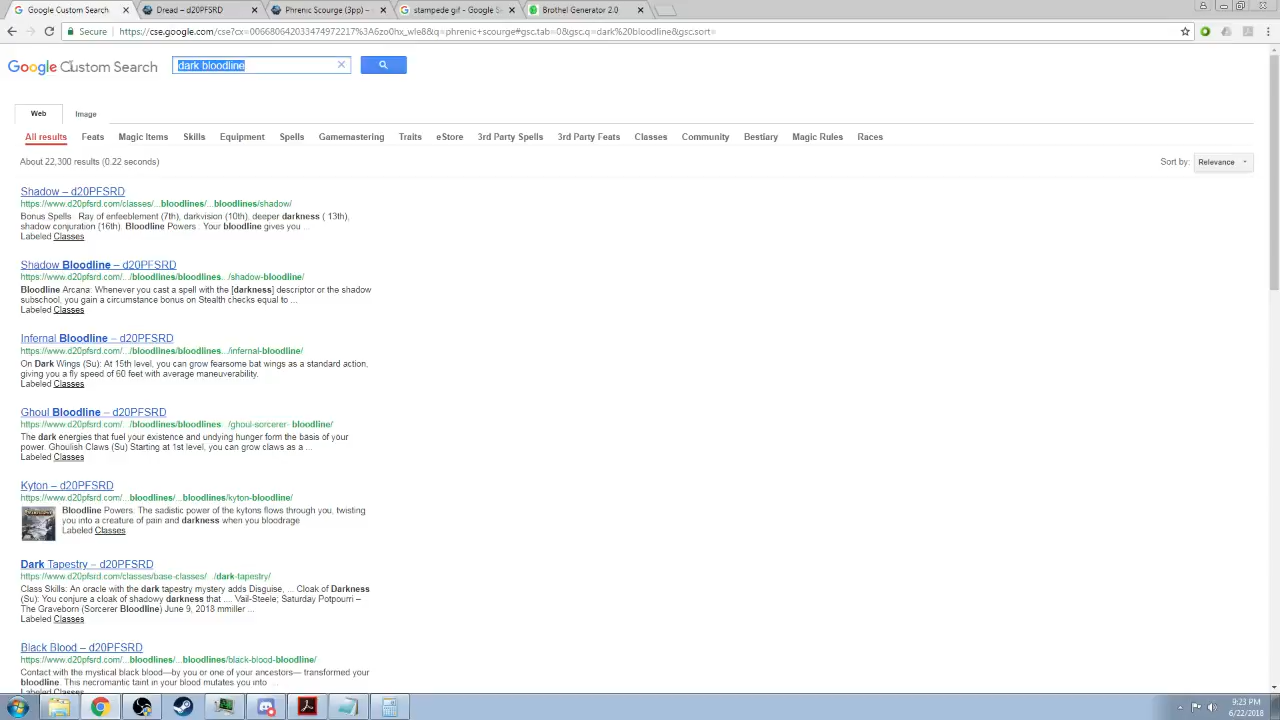 Google Custom Search
Dread – d20PFSRD
Phrenic Scourge (3pp) –
stampede gif - Google S
Brothel Generator 2.0
Secure
https://cse.google.com/cse?cx=006680642033474972217%3A6zo0hx_wle8&q=phrenic+scourge#gsc.tab=0&gsc.q=dark%20bloodline&gsc.sort=
Google Custom Search
dark bloodline
Web
Image
All results
Feats
Magic Items
Skills
Equipment
Spells
Gamemastering
Traits
eStore
3rd Party Spells
3rd Party Feats
Classes
Community
Bestiary
Magic Rules
Races
About 22,300 results (0.22 seconds)
Sort by:
Relevance
Shadow – d20PFSRD
https://www.d20pfsrd.com/classes/...bloodlines/...bloodlines/shadow/
Bonus Spells : Ray of enfeeblement (7th), darkvision (10th), deeper darkness ( 13th),
shadow conjuration (16th). Bloodline Powers : Your bloodline gives you ...
Labeled Classes
Shadow Bloodline – d20PFSRD
https://www.d20pfsrd.com/.../bloodlines/bloodlines.../shadow-bloodline/
Bloodline Arcana: Whenever you cast a spell with the [darkness] descriptor or the shadow
subschool, you gain a circumstance bonus on Stealth checks equal to ...
Labeled Classes
Infernal Bloodline – d20PFSRD
https://www.d20pfsrd.com/.../bloodlines/bloodlines.../infernal-bloodline/
On Dark Wings (Su): At 15th level, you can grow fearsome bat wings as a standard action,
giving you a fly speed of 60 feet with average maneuverability.
Labeled Classes
Ghoul Bloodline – d20PFSRD
https://www.d20pfsrd.com/.../bloodlines/bloodlines.../ghoul-sorcerer- bloodline/
The dark energies that fuel your existence and undying hunger form the basis of your
power. Ghoulish Claws (Su) Starting at 1st level, you can grow claws as a ...
Labeled Classes
Kyton – d20PFSRD
https://www.d20pfsrd.com/...bloodlines/...bloodlines/kyton-bloodline/
Bloodline Powers. The sadistic power of the kytons flows through you, twisting
you into a creature of pain and darkness when you bloodrage
Labeled Classes
Dark Tapestry – d20PFSRD
https://www.d20pfsrd.com/classes/base-classes/.../dark-tapestry/
Class Skills: An oracle with the dark tapestry mystery adds Disguise, ... Cloak of Darkness
(Su): You conjure a cloak of shadowy darkness that .... Vail-Steele; Saturday Potpourri –
The Graveborn (Sorcerer Bloodline) June 9, 2018 mmiller ...
Labeled Classes
Black Blood – d20PFSRD
https://www.d20pfsrd.com/...bloodlines/...bloodlines/black-blood-bloodline/
Contact with the mystical black blood—by you or one of your ancestors— transformed your
bloodline. This necromantic taint in your blood mutates you into ...
Labeled Classes
9:23 PM
6/22/2018